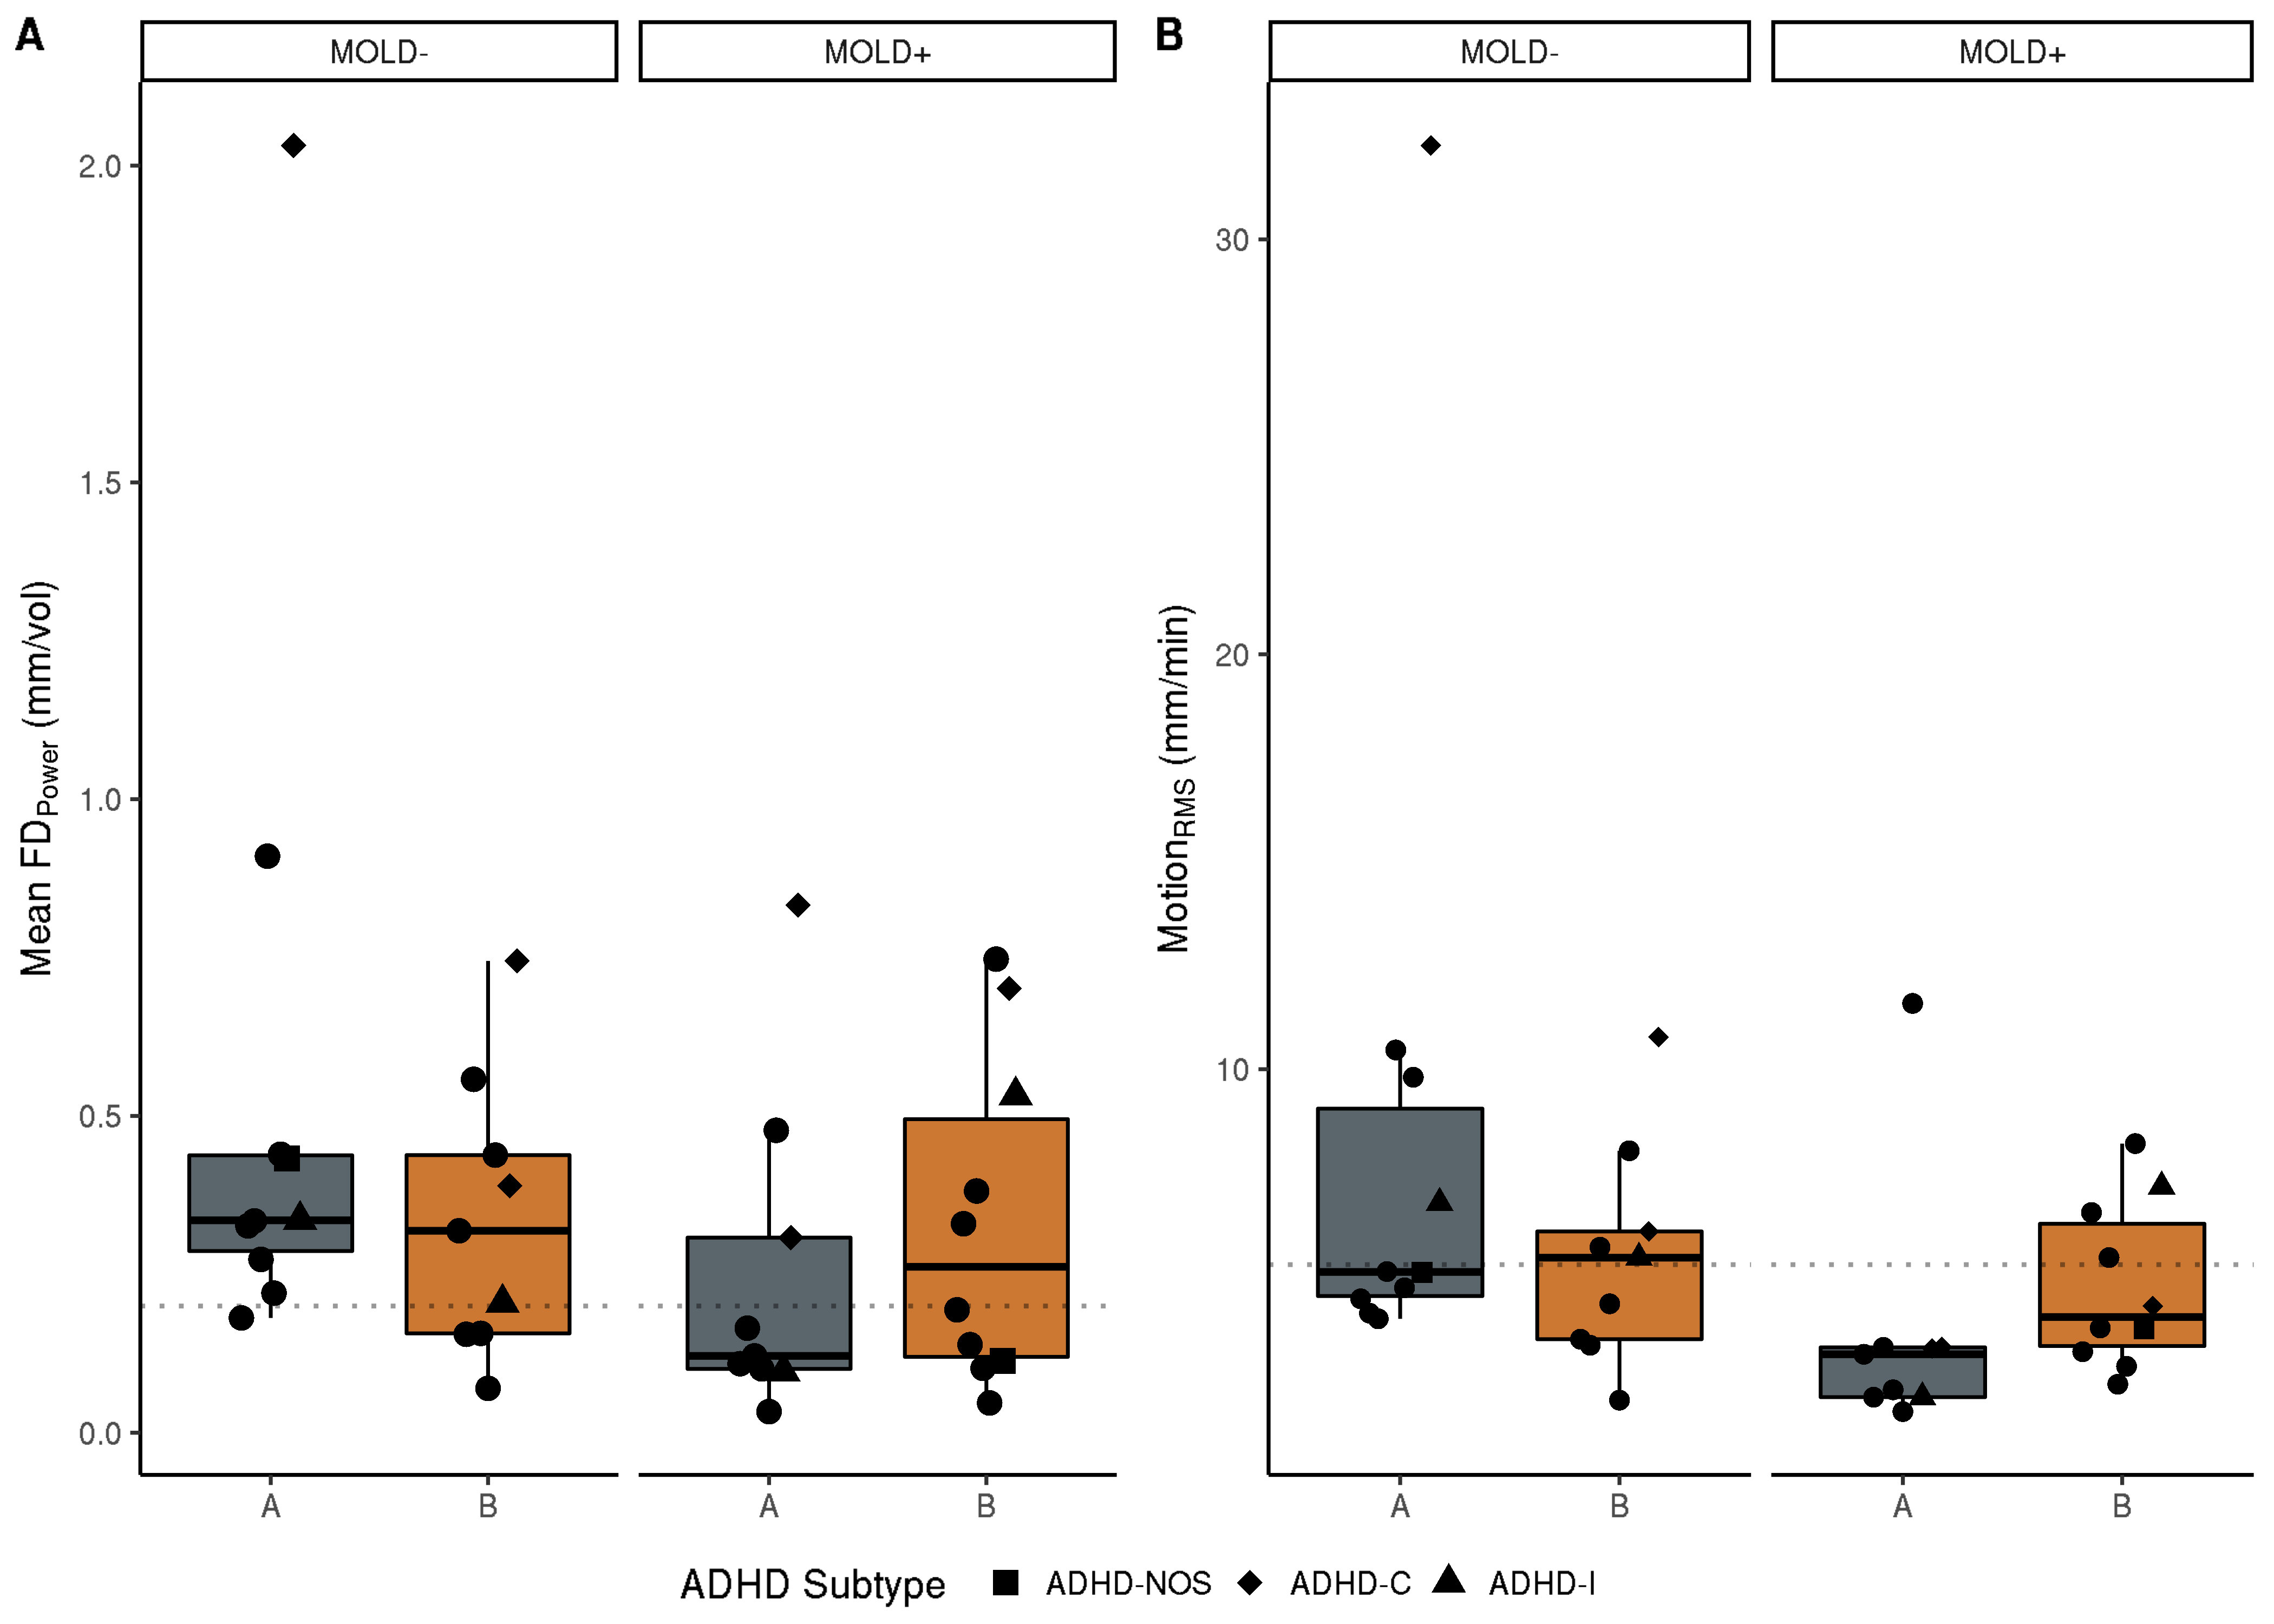 A
MOLD-
MOLD+
Mean FDPower (mm/vol)
2.0
1.5
1.0
0.5
0.0
A
B
A
B
B
MOLD-
MOLD+
MotionRMS (mm/min)
30
20
10
A
B
A
B
ADHD Subtype
ADHD-NOS
ADHD-C
ADHD-I